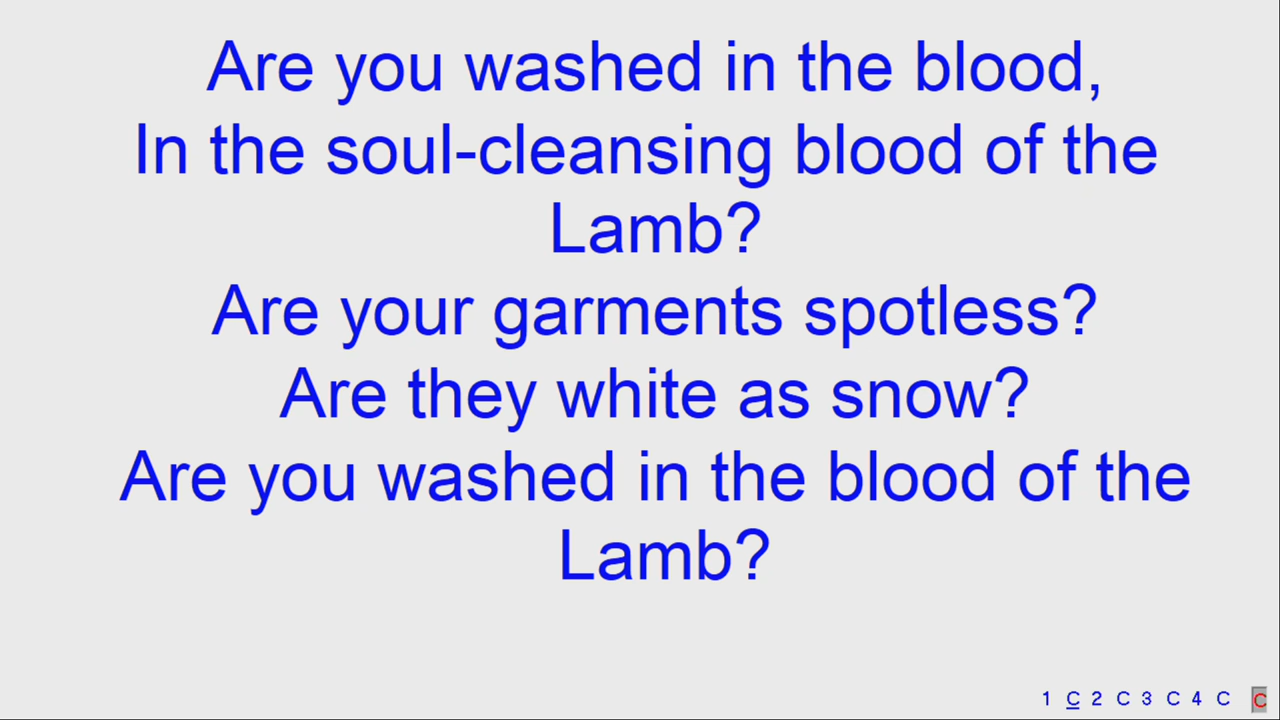 Are you washed in the blood,
In the soul-cleansing blood of the
Lamb?
Are your garments spotless?
Are they white as snow?
Are you washed in the blood of the
Lamb?
1 C 2 C 3 C 4 C C